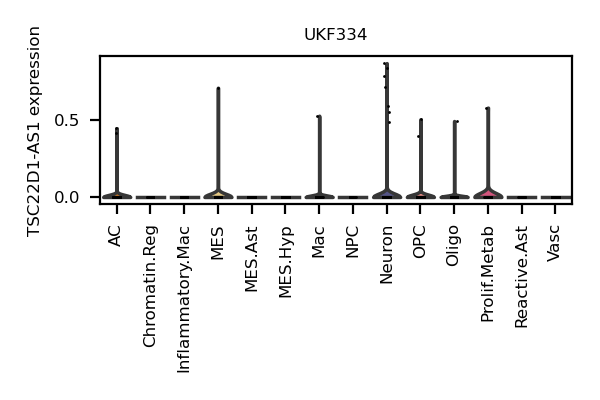 UKF334
TSC22D1-AS1 expression
0.5
0.0
AC
Chromatin.Reg
Inflammatory.Mac
MES
MES.Ast
MES.Hyp
Mac
NPC
Neuron
OPC
Oligo
Prolif.Metab
Reactive.Ast
Vasc